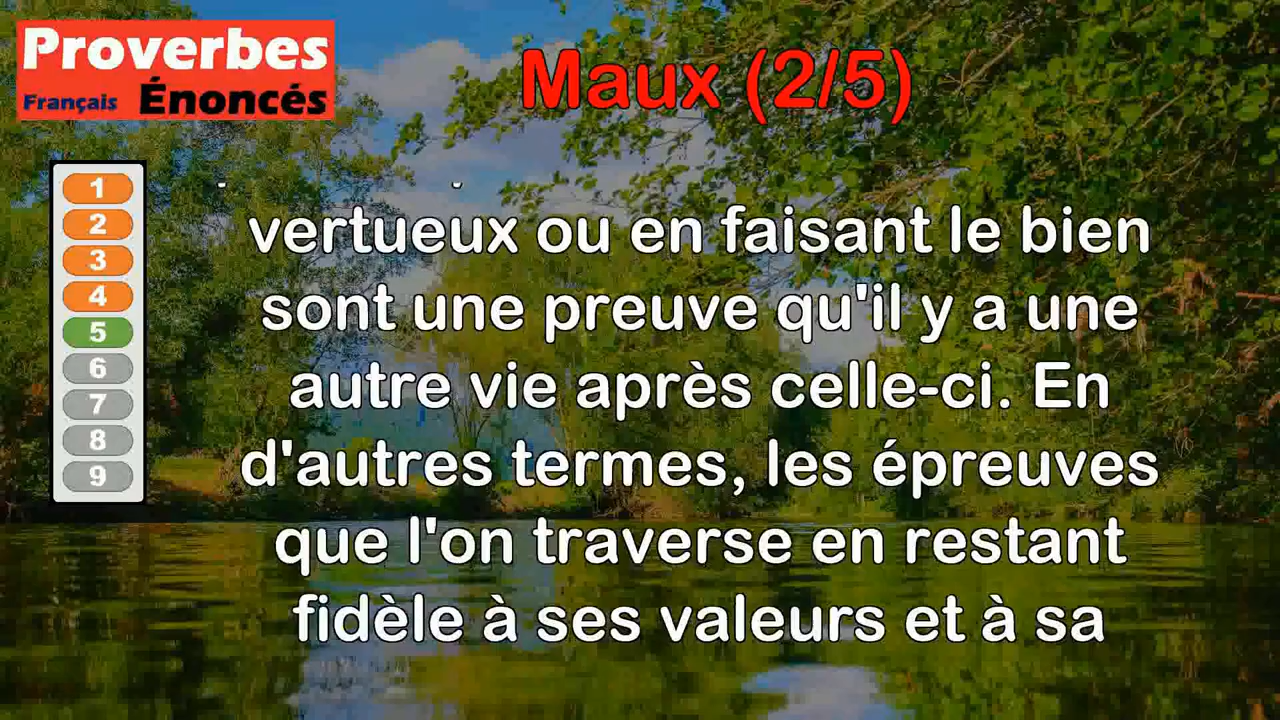 Proverbes
Français Énoncés
Maux (2/5)
1
2
3
4
5
6
7
8
9
vertueux ou en faisant le bien
sont une preuve qu'il y a une
autre vie après celle-ci. En
d'autres termes, les épreuves
que l'on traverse en restant
fidèle à ses valeurs et à sa